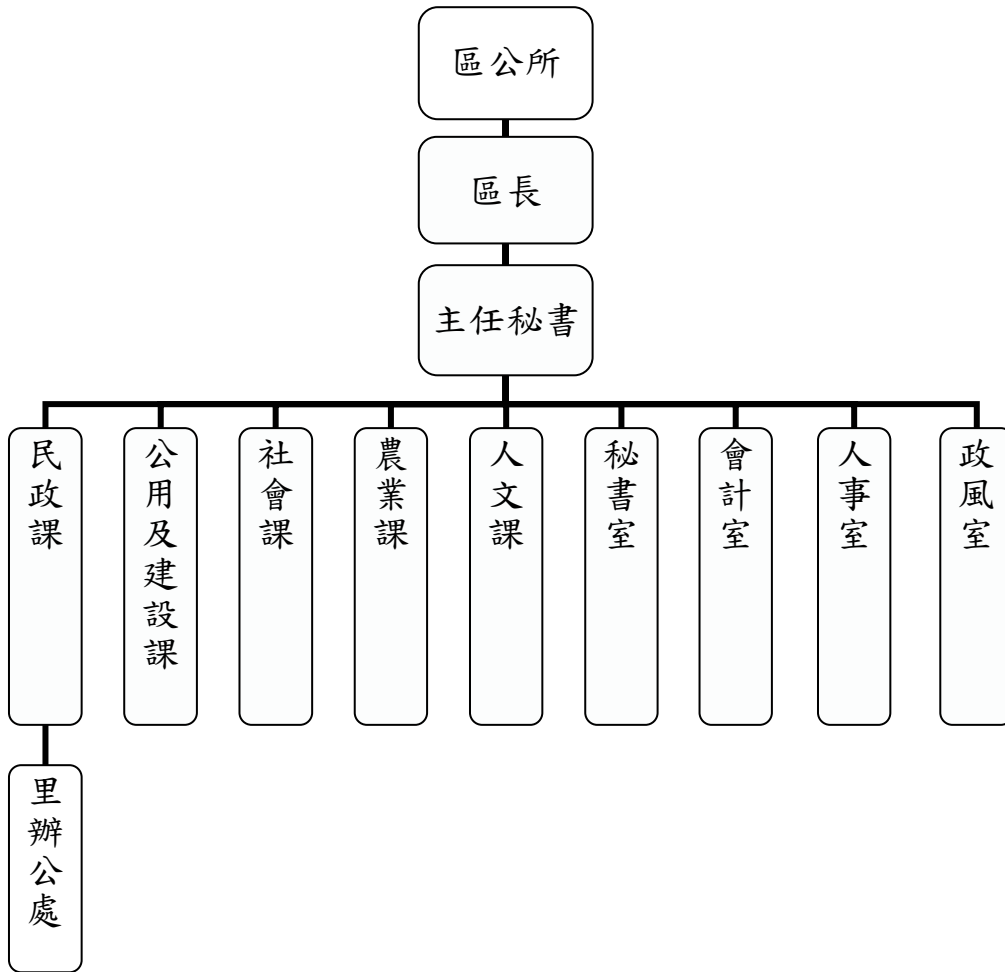 區公所
區長
主任秘書
民政課
公用及建設課
社會課
農業課
人文課
秘書室
會計室
人事室
政風室
里辦公處